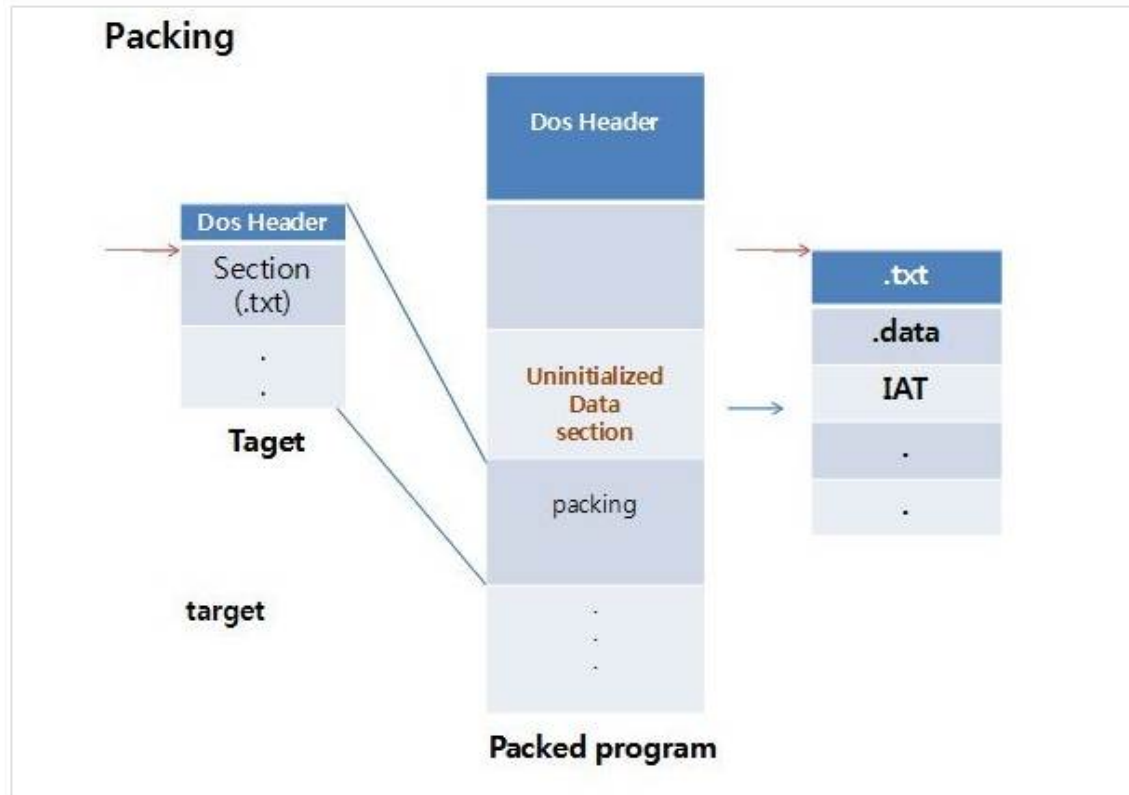 Packing
Dos Header
Section
(.txt)
.
.
Taget
target
Dos Header
Uninitialized
Data
section
packing
.
.
.
Packed program
.txt
.data
IAT
.
.